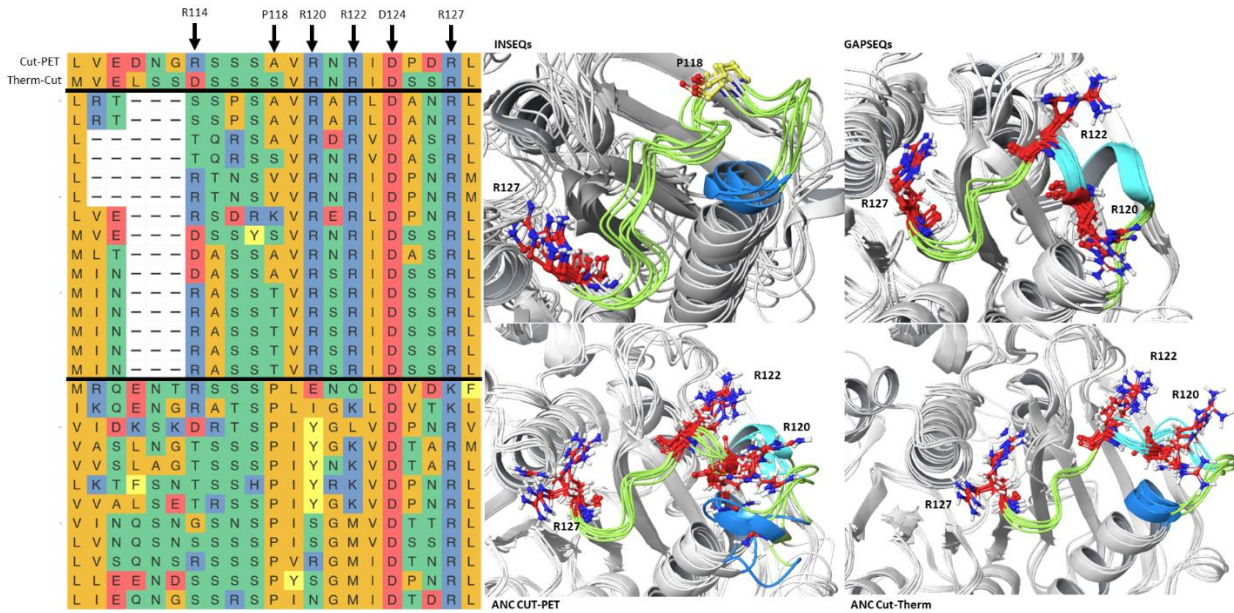 R114 P118 R120 R122 D124 R127
Cut-PET L V E D N G R S S S A V R N R I D P D R L
Therm-Cut M V E L S S D S S S S V R N R I D S S R L
L R T - - - S S P S A V R A R L D A N R L
L R T - - - S S P S A V R A R L D A N R L
L - - - - - T Q R S A V R D R V D A S R L
L - - - - - T Q R S S V R N R V D A S R L
L - - - - - R T N S V V R N R I D P N R M
L - - - - - R T N S V V R N R I D P N R M
L V E - - - R S D R K V R E R L D P N R L
M V E - - - D S S Y S V R N R I D S S R L
M L T - - - D A S S A V R N R I D A S R L
M I N - - - D A S S A V R S R I D S S R L
M I N - - - R A S S T V R S R I D S S R L
M I N - - - R A S S T V R S R I D S S R L
M I N - - - R A S S T V R S R I D S S R L
M I N - - - R A S S T V R S R I D S S R L
M I N - - - R A S S T V R S R I D S S R L
M R Q E N T R S S S P L E N Q L D V D K F
I K Q E N G R A T S P L I G K L D V T K L
V I D K S K D R T S P I Y G L V D P N R V
V A S L N G T S S S P I Y G K V D T A R M
V V S L A G T S S S P I Y N K V D T A R L
L K T F S N T S S H P I Y R K V D T A R L
V V A L S E T R S S P I Y G K V D P A R L
V I N Q S N G S N S P I S G M V D T T R L
V L N Q S N S S S S P I S G M V D S T R L
V L S Q N S R S S S P V R G M I D P T R L
L L E E N D S S S S P Y S G M I D P N R L
L I E Q N G S S R S P I N G M I D T D R L
INSEQs
P118
R127
GAPSEQs
R122
R127
R120
R122
R120
R127
ANC CUT-PET
R122
R120
R127
ANC Cut-Therm